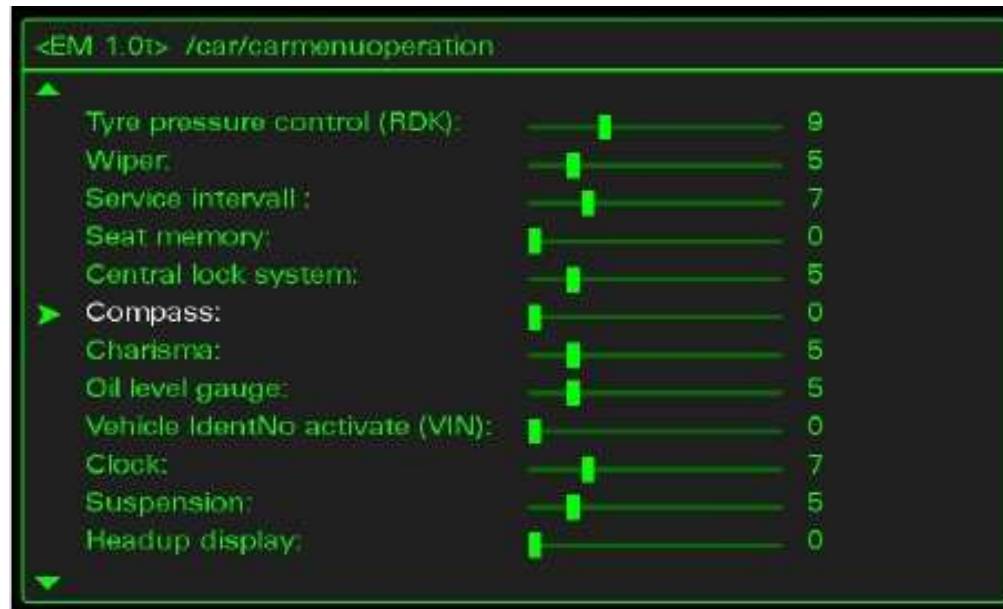 <EM 1.0t> /car/carmenuoperation
Tyre pressure control (RDK): 9
Wiper: 5
Service intervall : 7
Seat memory: 0
Central lock system: 5
Compass: 0
Charisma: 5
Oil level gauge: 5
Vehicle IdentNo activate (VIN): 0
Clock: 7
Suspension: 5
Headup display: 0